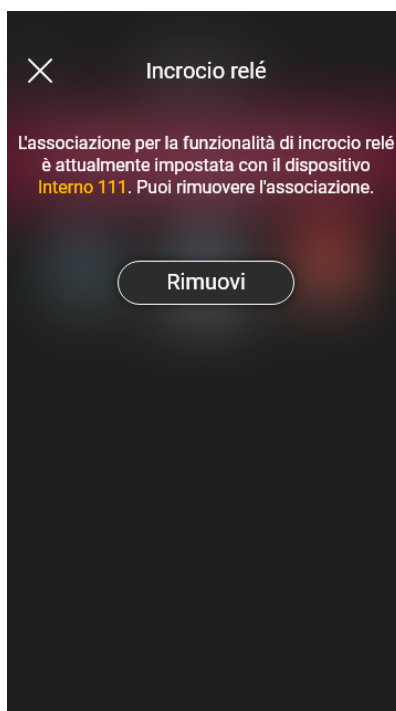 Incrocio relé
L'associazione per la funzionalità di incrocio relé
è attualmente impostata con il dispositivo
Interno 111. Puoi rimuovere l'associazione.
Rimuovi